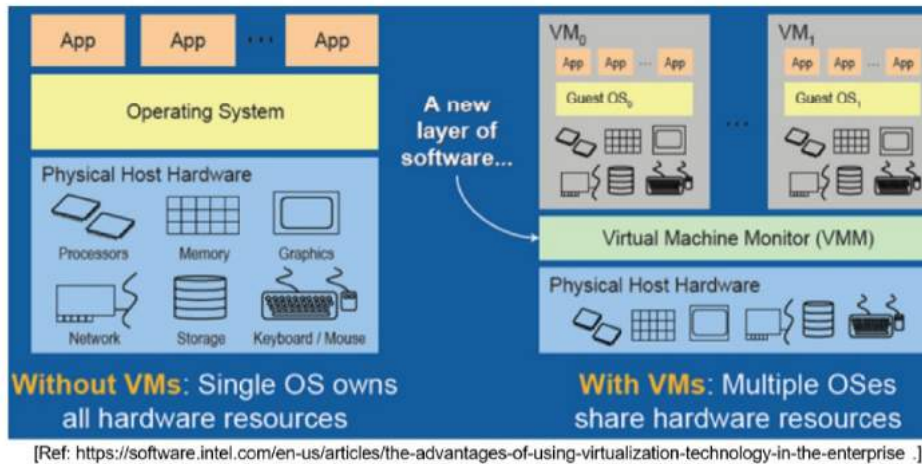 App App ... App
Operating System
Physical Host Hardware
Processors Memory Graphics
Network Storage Keyboard / Mouse
Without VMs: Single OS owns
all hardware resources
A new
layer of
software...
VM0
App App ... App
Guest OS0
...
VM1
App App ... App
Guest OS1
Virtual Machine Monitor (VMM)
Physical Host Hardware
With VMs: Multiple OSes
share hardware resources
[Ref: https://software.intel.com/en-us/articles/the-advantages-of-using-virtualization-technology-in-the-enterprise .]